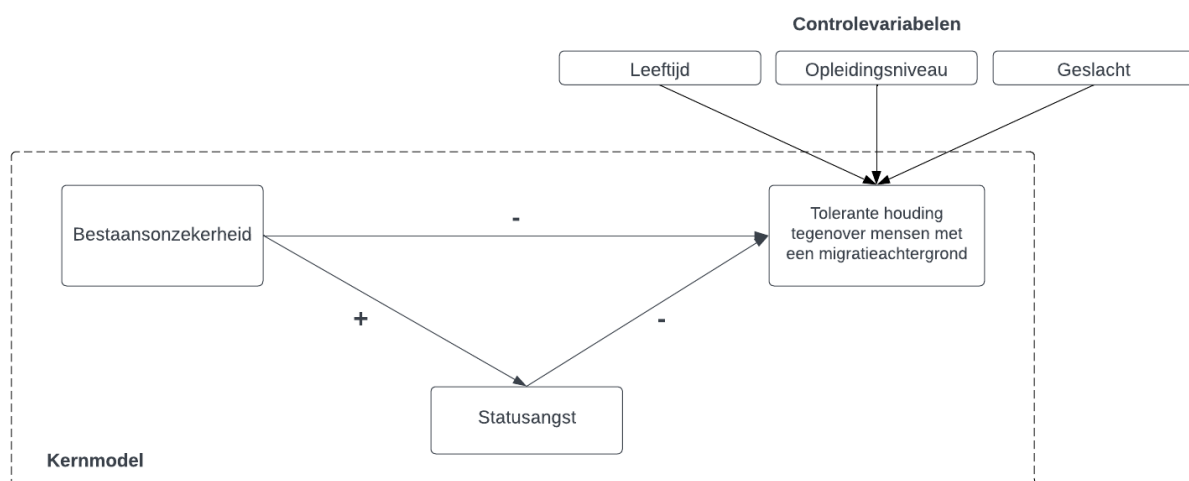 Controlevariabelen
Leeftijd
Opleidingsniveau
Geslacht
Bestaansonzekerheid
-
Tolerante houding
tegenover mensen met
een migratieachtergrond
+
-
Statusangst
Kernmodel